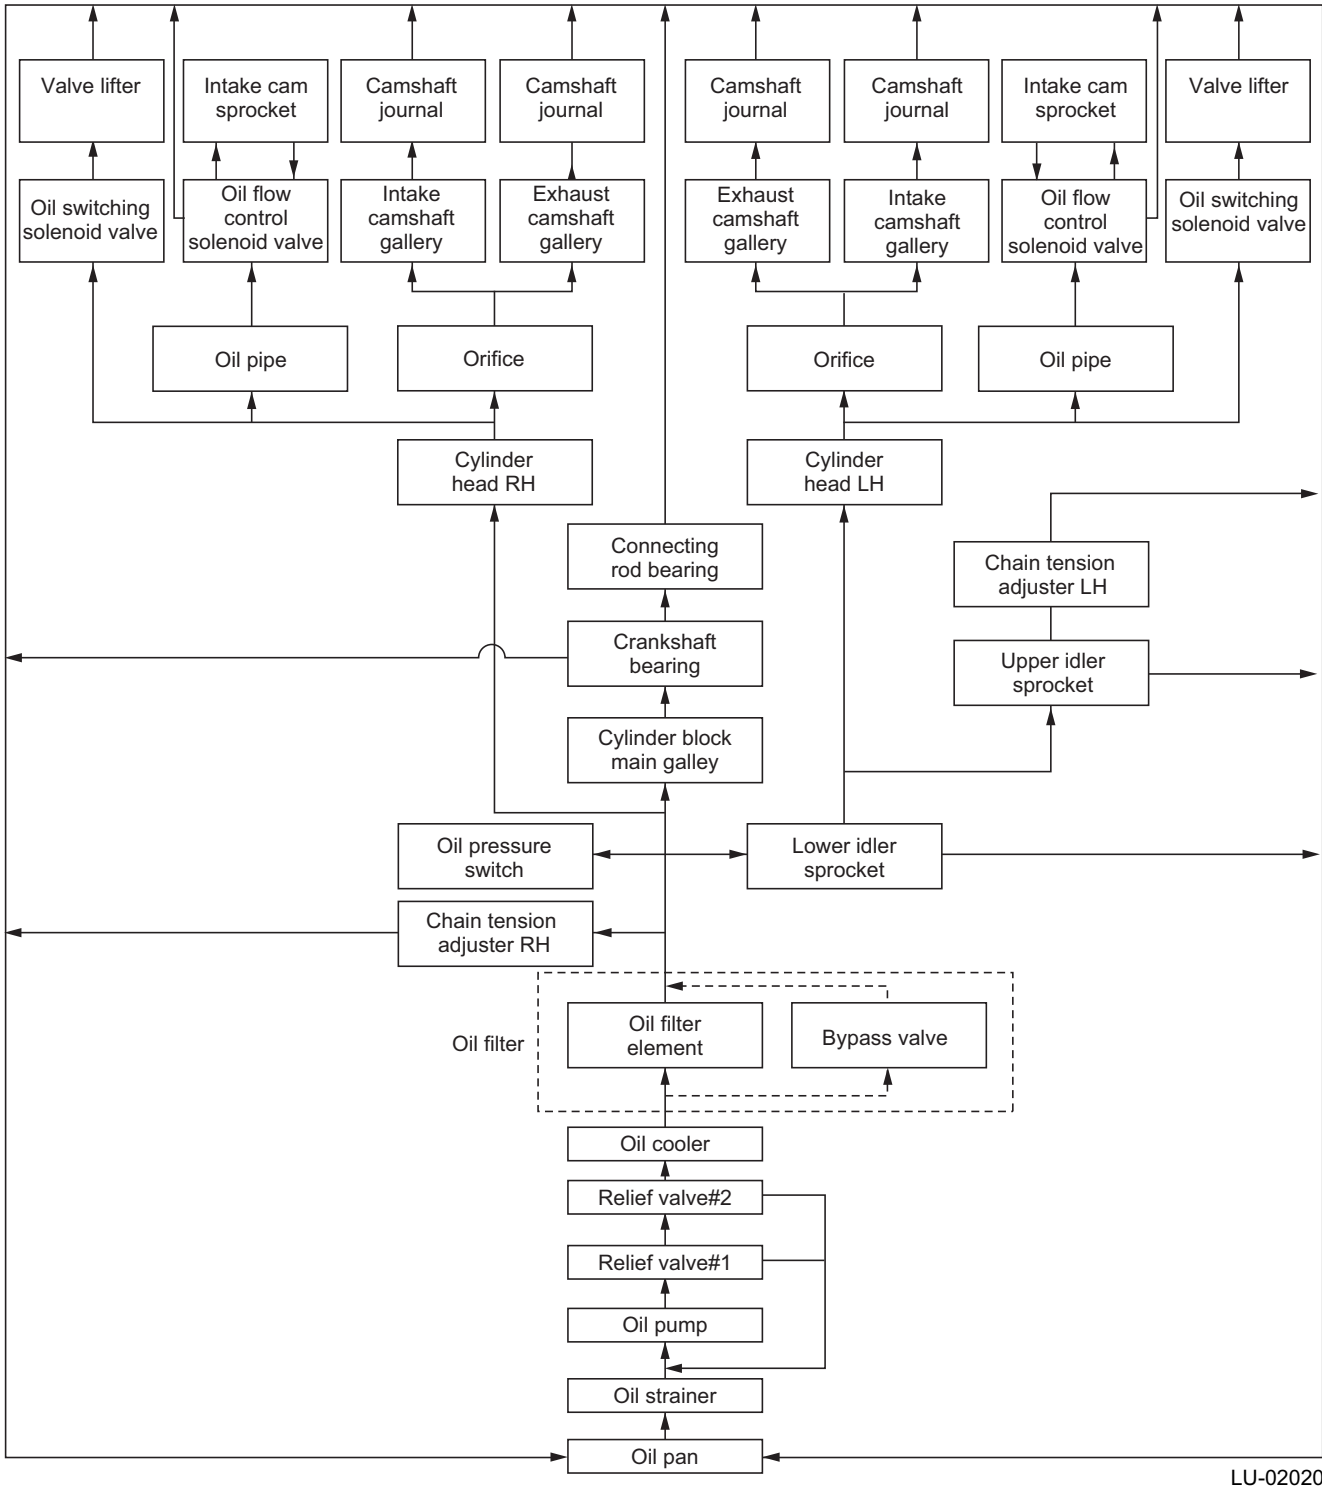 Valve lifter
Intake cam
sprocket
Camshaft
journal
Camshaft
journal
Camshaft
journal
Camshaft
journal
Intake cam
sprocket
Valve lifter
Oil switching
solenoid valve
Oil flow
control
solenoid valve
Intake
camshaft
gallery
Exhaust
camshaft
gallery
Exhaust
camshaft
gallery
Intake
camshaft
gallery
Oil flow
control
solenoid valve
Oil switching
solenoid valve
Oil pipe
Orifice
Orifice
Oil pipe
Cylinder
head RH
Cylinder
head LH
Connecting
rod bearing
Chain tension
adjuster LH
Crankshaft
bearing
Upper idler
sprocket
Cylinder block
main galley
Oil pressure
switch
Lower idler
sprocket
Chain tension
adjuster RH
Oil filter
Oil filter
element
Bypass valve
Oil cooler
Relief valve#2
Relief valve#1
Oil pump
Oil strainer
Oil pan
LU-02020